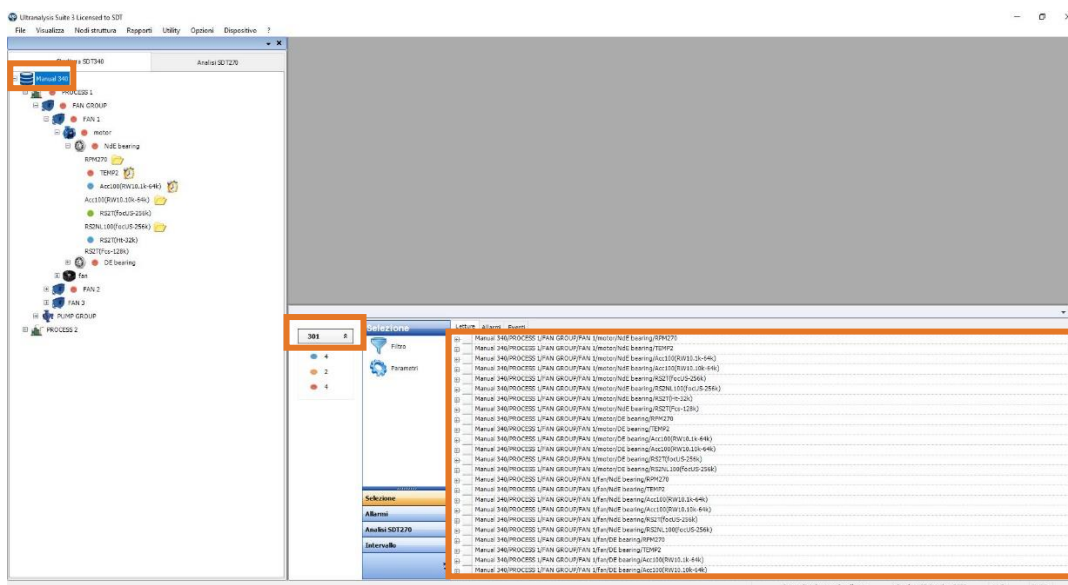 Ultranalysis Suite 3 Licensed to SDT
File Visualizza Nodi struttura Rapporti Utility Opzioni Dispositivo ?
SDT340 Analisi SDT270
Manual 340
PROCESS 1
FAN GROUP
FAN 1
motor
NdE bearing
RPM270
TEMP2
Acc100(RW10.1k-64k)
Acc100(RW10.10k-64k)
RS2T(focUS-256k)
RS2NL100(focUS-256k)
RS2T(Ht-32k)
RS2T(Fcs-128k)
DE bearing
fan
FAN 2
FAN 3
PUMP GROUP
PROCESS 2
301
4
2
4
Selezione
Filtro
Parametri
Selezione
Allarmi
Analisi SDT270
Intervallo
Letture Allarmi Eventi
Manual 340/PROCESS 1/FAN GROUP/FAN 1/motor/NdE bearing/RPM270
Manual 340/PROCESS 1/FAN GROUP/FAN 1/motor/NdE bearing/TEMP2
Manual 340/PROCESS 1/FAN GROUP/FAN 1/motor/NdE bearing/Acc100(RW10.1k-64k)
Manual 340/PROCESS 1/FAN GROUP/FAN 1/motor/NdE bearing/Acc100(RW10.10k-64k)
Manual 340/PROCESS 1/FAN GROUP/FAN 1/motor/NdE bearing/RS2T(focUS-256k)
Manual 340/PROCESS 1/FAN GROUP/FAN 1/motor/NdE bearing/RS2NL100(focUS-256k)
Manual 340/PROCESS 1/FAN GROUP/FAN 1/motor/NdE bearing/RS2T(Ht-32k)
Manual 340/PROCESS 1/FAN GROUP/FAN 1/motor/NdE bearing/RS2T(Fcs-128k)
Manual 340/PROCESS 1/FAN GROUP/FAN 1/motor/DE bearing/RPM270
Manual 340/PROCESS 1/FAN GROUP/FAN 1/motor/DE bearing/TEMP2
Manual 340/PROCESS 1/FAN GROUP/FAN 1/motor/DE bearing/Acc100(RW10.1k-64k)
Manual 340/PROCESS 1/FAN GROUP/FAN 1/motor/DE bearing/Acc100(RW10.10k-64k)
Manual 340/PROCESS 1/FAN GROUP/FAN 1/motor/DE bearing/RS2T(focUS-256k)
Manual 340/PROCESS 1/FAN GROUP/FAN 1/motor/DE bearing/RS2NL100(focUS-256k)
Manual 340/PROCESS 1/FAN GROUP/FAN 1/fan/NdE bearing/RPM270
Manual 340/PROCESS 1/FAN GROUP/FAN 1/fan/NdE bearing/TEMP2
Manual 340/PROCESS 1/FAN GROUP/FAN 1/fan/NdE bearing/Acc100(RW10.1k-64k)
Manual 340/PROCESS 1/FAN GROUP/FAN 1/fan/NdE bearing/Acc100(RW10.10k-64k)
Manual 340/PROCESS 1/FAN GROUP/FAN 1/fan/NdE bearing/RS2T(focUS-256k)
Manual 340/PROCESS 1/FAN GROUP/FAN 1/fan/NdE bearing/RS2NL100(focUS-256k)
Manual 340/PROCESS 1/FAN GROUP/FAN 1/fan/DE bearing/RPM270
Manual 340/PROCESS 1/FAN GROUP/FAN 1/fan/DE bearing/TEMP2
Manual 340/PROCESS 1/FAN GROUP/FAN 1/fan/DE bearing/Acc100(RW10.1k-64k)
Manual 340/PROCESS 1/FAN GROUP/FAN 1/fan/DE bearing/Acc100(RW10.10k-64k)